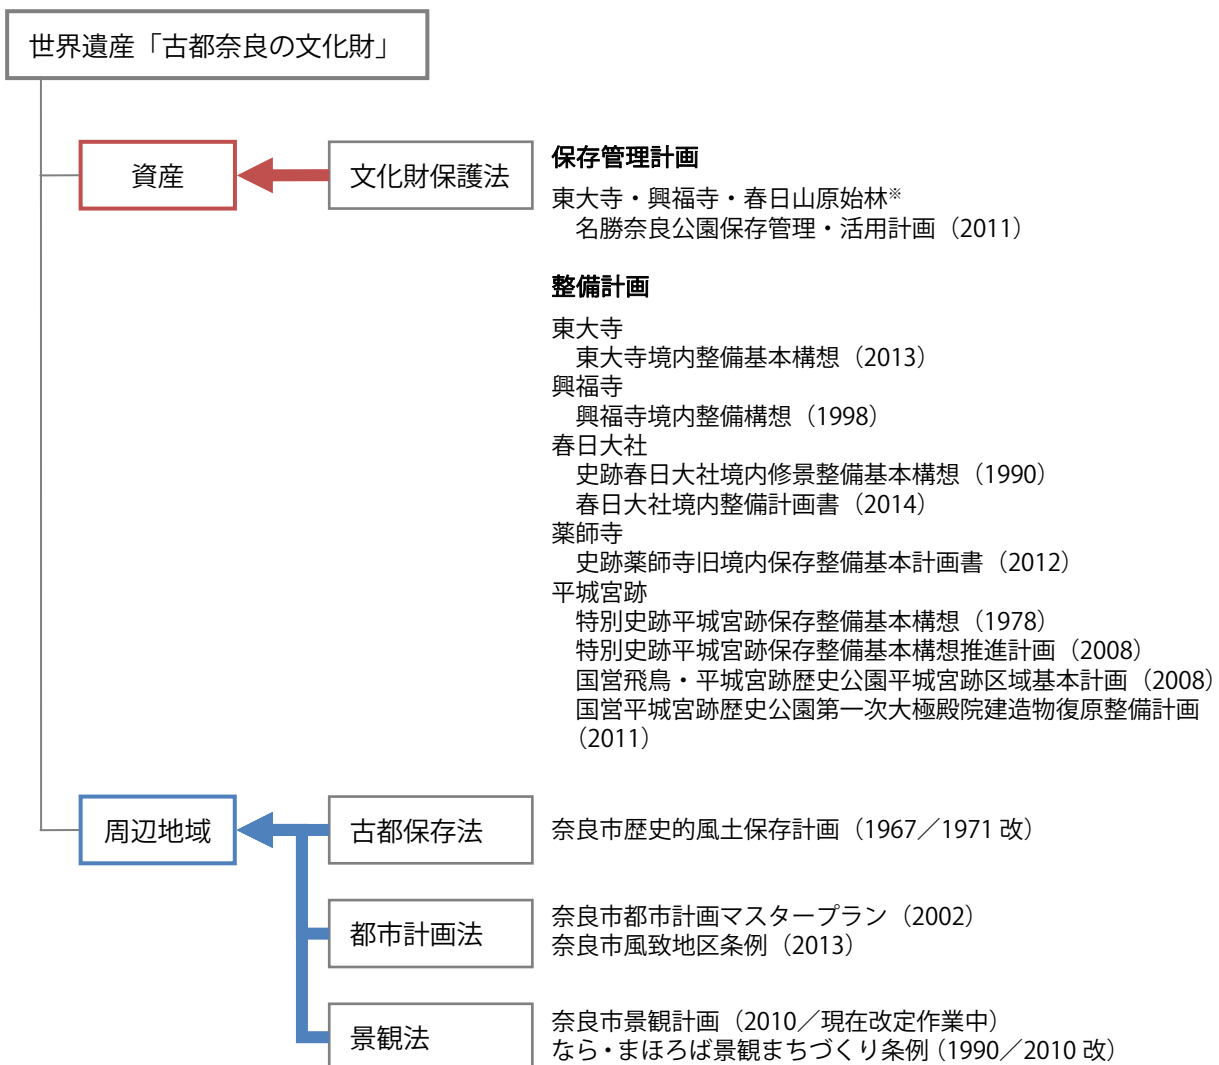 世界遺産「古都奈良の文化財」
資産
文化財保護法
保存管理計画
東大寺・興福寺・春日山原始林※
名勝奈良公園保存管理・活用計画（2011）
整備計画
東大寺
東大寺境内整備基本構想（2013）
興福寺
興福寺境内整備構想（1998）
春日大社
史跡春日大社境内修景整備基本構想（1990）
春日大社境内整備計画書（2014）
薬師寺
史跡薬師寺旧境内保存整備基本計画書（2012）
平城宮跡
特別史跡平城宮跡保存整備基本構想（1978）
特別史跡平城宮跡保存整備基本構想推進計画（2008）
国営飛鳥・平城宮跡歴史公園平城宮跡区域基本計画（2008）
国営平城宮跡歴史公園第一次大極殿院建造物復原整備計画
（2011）
周辺地域
古都保存法
奈良市歴史的風土保存計画（1967／1971 改）
都市計画法
奈良市都市計画マスタープラン（2002）
奈良市風致地区条例（2013）
景観法
奈良市景観計画（2010／現在改定作業中）
なら・まほろば景観まちづくり条例（1990／2010 改）